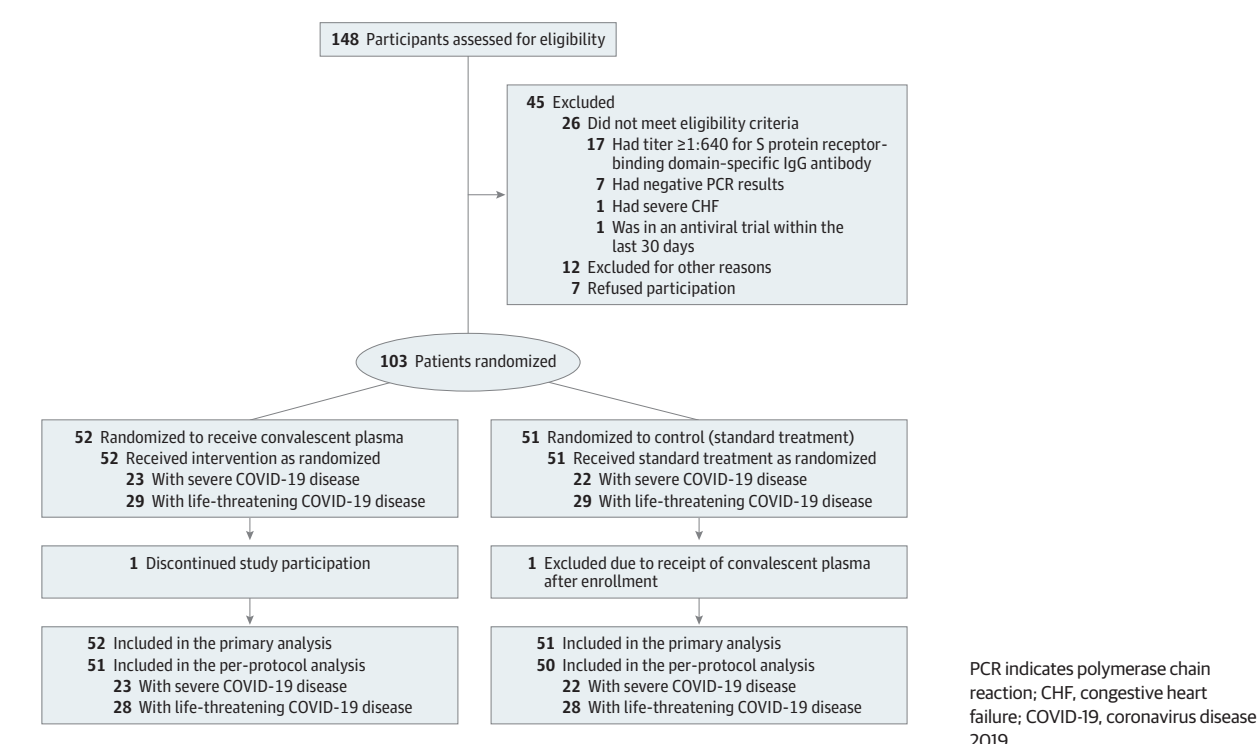 148 Participants assessed for eligibility
45 Excluded
26 Did not meet eligibility criteria
17 Had titer ≥1:640 for S protein receptor-
binding domain–specific IgG antibody
7 Had negative PCR results
1 Had severe CHF
1 Was in an antiviral trial within the
last 30 days
12 Excluded for other reasons
7 Refused participation
103 Patients randomized
52 Randomized to receive convalescent plasma
52 Received intervention as randomized
23 With severe COVID-19 disease
29 With life-threatening COVID-19 disease
51 Randomized to control (standard treatment)
51 Received standard treatment as randomized
22 With severe COVID-19 disease
29 With life-threatening COVID-19 disease
1 Discontinued study participation
1 Excluded due to receipt of convalescent plasma
after enrollment
52 Included in the primary analysis
51 Included in the per-protocol analysis
23 With severe COVID-19 disease
28 With life-threatening COVID-19 disease
51 Included in the primary analysis
50 Included in the per-protocol analysis
22 With severe COVID-19 disease
28 With life-threatening COVID-19 disease
PCR indicates polymerase chain
reaction; CHF, congestive heart
failure; COVID-19, coronavirus disease
2019